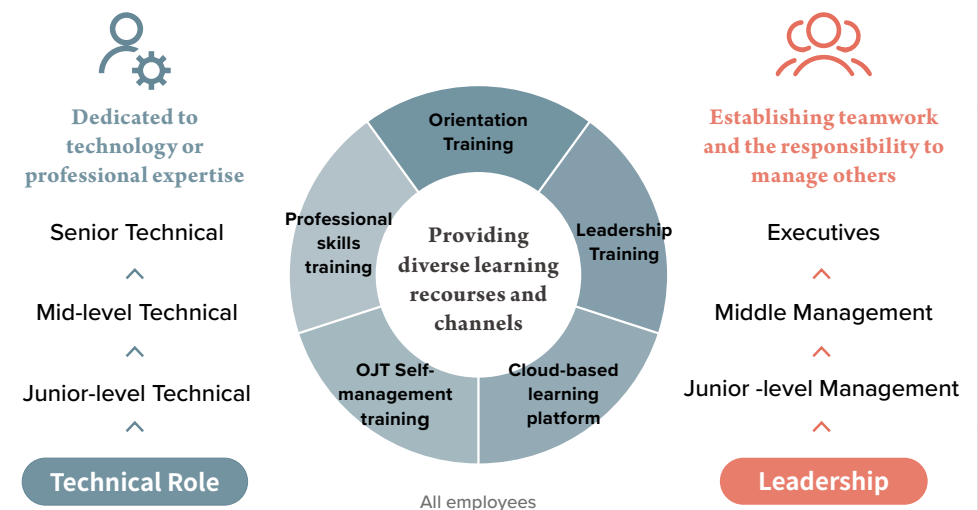 Dedicated to
technology or
professional expertise
Senior Technical
Mid-level Technical
Junior-level Technical
Technical Role
Orientation
Training
Leadership
Training
Cloud-based
learning
platform
OJT Self-
management
training
Professional
skills
training
Providing
diverse learning
recourses and
channels
All employees
Establishing teamwork
and the responsibility to
manage others
Executives
Middle Management
Junior -level Management
Leadership